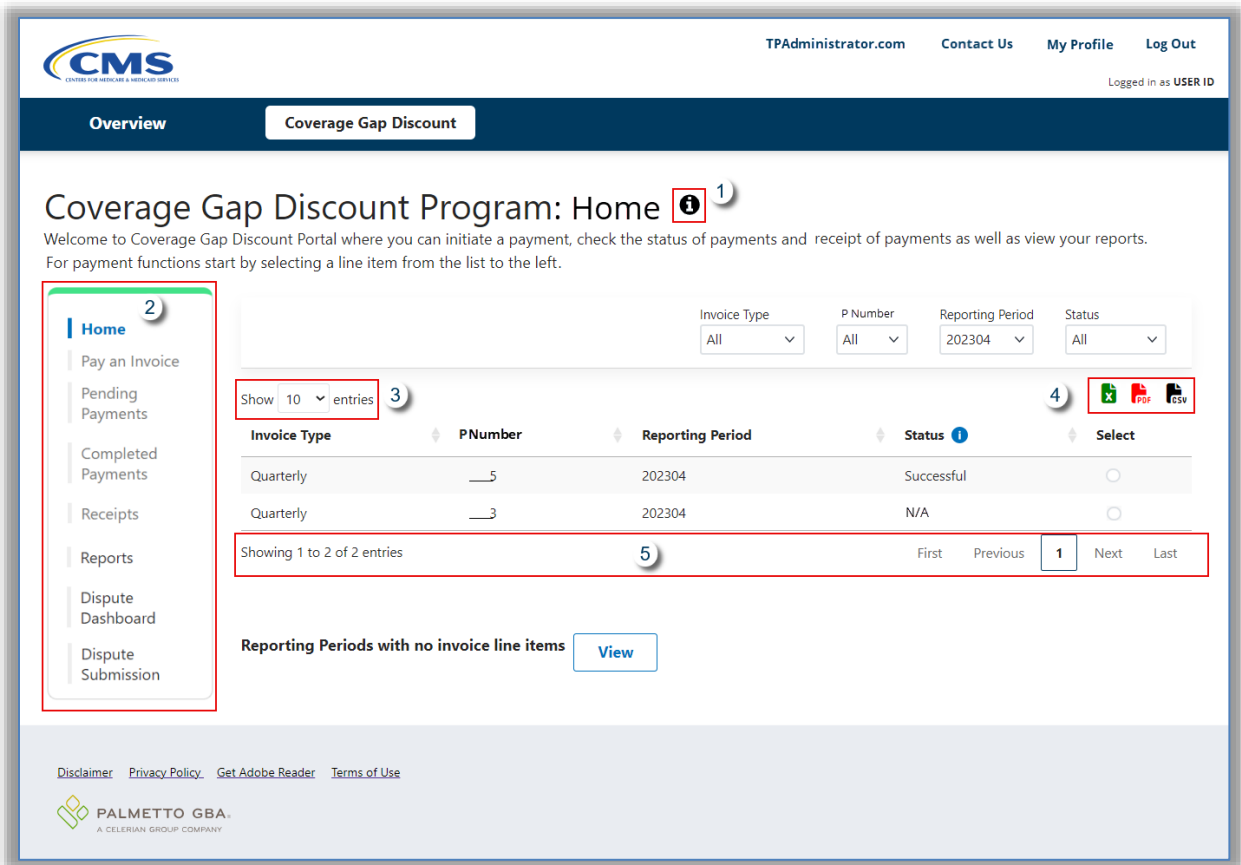 CMS
CENTERS FOR MEDICARE & MEDICAID SERVICES
TPAdministrator.com Contact Us My Profile Log Out
Logged in as USER ID
Overview Coverage Gap Discount
Coverage Gap Discount Program: Home 1
Welcome to Coverage Gap Discount Portal where you can initiate a payment, check the status of payments and receipt of payments as well as view your reports.
For payment functions start by selecting a line item from the list to the left.
2
Home
Pay an Invoice
Pending
Payments
Completed
Payments
Receipts
Reports
Dispute
Dashboard
Dispute
Submission
Invoice Type P Number Reporting Period Status
All All 202304 All
Show 10 entries 3 4 PDF CSV
Invoice Type P Number Reporting Period Status Select
Quarterly __5 202304 Successful
Quarterly __3 202304 N/A
Showing 1 to 2 of 2 entries 5 First Previous 1 Next Last
Reporting Periods with no invoice line items View
Disclaimer Privacy Policy Get Adobe Reader Terms of Use
PALMETTO GBA.
A CELERIAN GROUP COMPANY